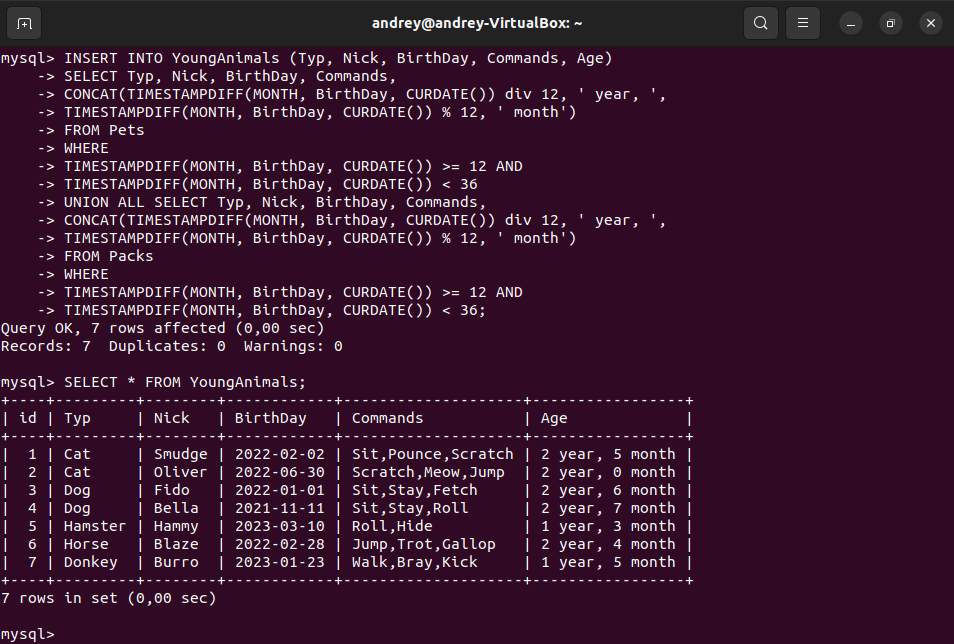 andrey@andrey-VirtualBox: ~
mysql> INSERT INTO YoungAnimals (Typ, Nick, BirthDay, Commands, Age)
    -> SELECT Typ, Nick, BirthDay, Commands,
    -> CONCAT(TIMESTAMPDIFF(MONTH, BirthDay, CURDATE()) div 12, ' year, ',
    -> TIMESTAMPDIFF(MONTH, BirthDay, CURDATE()) % 12, ' month')
    -> FROM Pets
    -> WHERE
    -> TIMESTAMPDIFF(MONTH, BirthDay, CURDATE()) >= 12 AND
    -> TIMESTAMPDIFF(MONTH, BirthDay, CURDATE()) < 36
    -> UNION ALL SELECT Typ, Nick, BirthDay, Commands,
    -> CONCAT(TIMESTAMPDIFF(MONTH, BirthDay, CURDATE()) div 12, ' year, ',
    -> TIMESTAMPDIFF(MONTH, BirthDay, CURDATE()) % 12, ' month')
    -> FROM Packs
    -> WHERE
    -> TIMESTAMPDIFF(MONTH, BirthDay, CURDATE()) >= 12 AND
    -> TIMESTAMPDIFF(MONTH, BirthDay, CURDATE()) < 36;
Query OK, 7 rows affected (0,00 sec)
Records: 7  Duplicates: 0  Warnings: 0

mysql> SELECT * FROM YoungAnimals;
+----+---------+--------+------------+--------------------+-----------------+
| id | Typ     | Nick   | BirthDay   | Commands           | Age             |
+----+---------+--------+------------+--------------------+-----------------+
|  1 | Cat     | Smudge | 2022-02-02 | Sit,Pounce,Scratch | 2 year, 5 month |
|  2 | Cat     | Oliver | 2022-06-30 | Scratch,Meow,Jump  | 2 year, 0 month |
|  3 | Dog     | Fido   | 2022-01-01 | Sit,Stay,Fetch     | 2 year, 6 month |
|  4 | Dog     | Bella  | 2021-11-11 | Sit,Stay,Roll      | 2 year, 7 month |
|  5 | Hamster | Hammy  | 2023-03-10 | Roll,Hide          | 1 year, 3 month |
|  6 | Horse   | Blaze  | 2022-02-28 | Jump,Trot,Gallop   | 2 year, 4 month |
|  7 | Donkey  | Burro  | 2023-01-23 | Walk,Bray,Kick     | 1 year, 5 month |
+----+---------+--------+------------+--------------------+-----------------+
7 rows in set (0,00 sec)

mysql>